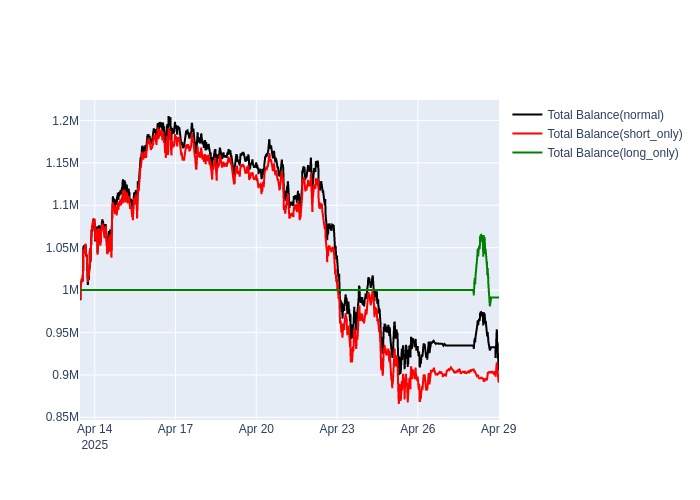 Total Balance(normal)
Total Balance(short_only)
Total Balance(long_only)
1.2M
1.15M
1.1M
1.05M
1M
0.95M
0.9M
0.85M
Apr 14
2025
Apr 17
Apr 20
Apr 23
Apr 26
Apr 29